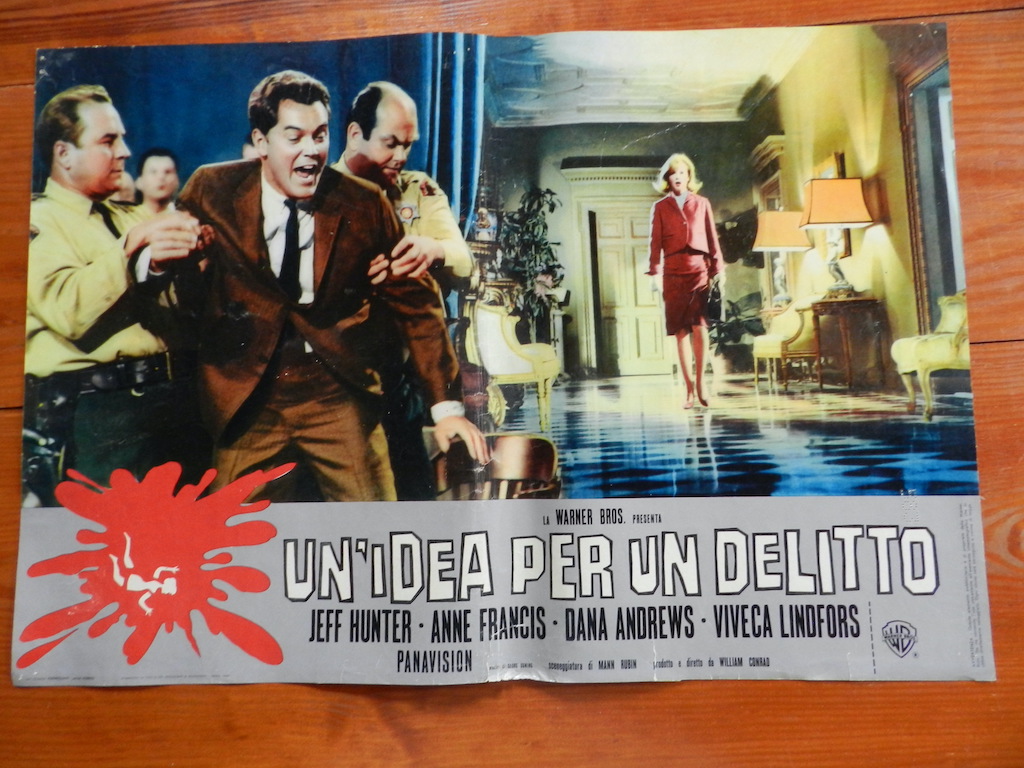 LA WARNER BROS. PRESENTA
UN'IDEA PER UN DELITTO
JEFF HUNTER · ANNE FRANCIS · DANA ANDREWS · VIVECA LINDFORS
PANAVISION sceneggiatura di MANN RUBIN prodotto e diretto da WILLIAM CONRAD
WB